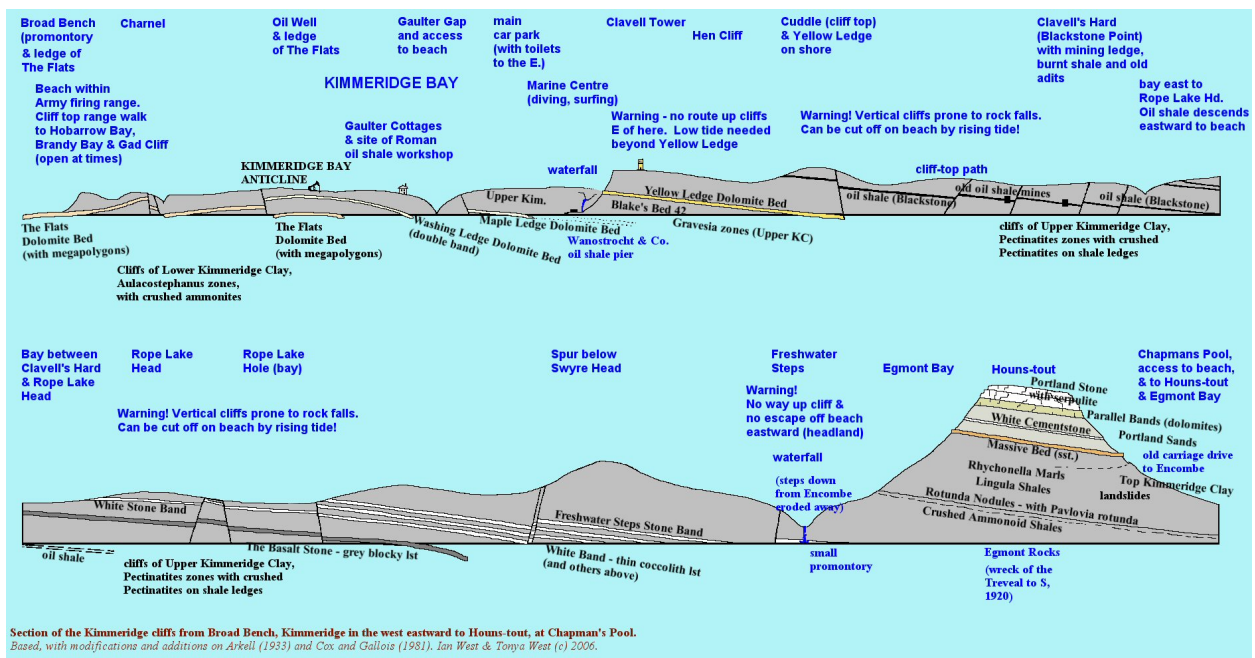 Broad Bench
(promontory
& ledge of
The Flats
Charnel
Oil Well
& ledge
of The Flats
Gaulter Gap
and access
to beach
main
car park
(with toilets
to the E.)
Clavell Tower
Hen Cliff
Cuddle (cliff top)
& Yellow Ledge
on shore
Clavell's Hard
(Blackstone Point)
with mining ledge,
burnt shale and old
adits
KIMMERIDGE BAY
Beach within
Army firing range.
Cliff top range walk
to Hobarrow Bay,
Brandy Bay & Gad Cliff
(open at times)
Marine Centre
(diving, surfing)
bay east to
Rope Lake Hd.
Oil shale descends
eastward to beach
Gaulter Cottages
& site of Roman
oil shale workshop
Warning - no route up cliffs
E of here. Low tide needed
beyond Yellow Ledge
Warning! Vertical cliffs prone to rock falls.
Can be cut off on beach by rising tide!
KIMMERIDGE BAY
ANTICLINE
waterfall
cliff-top path
Upper Kim.
Yellow Ledge Dolomite Bed
Blake's Bed 42
oil shale (Blackstone)
old oil shale mines
oil shale (Blackstone)
The Flats
Dolomite Bed
(with megapolygons)
The Flats
Dolomite Bed
(with megapolygons)
Washing Ledge Dolomite Bed
(double band)
Maple Ledge Dolomite Bed
Gravesia zones (Upper KC)
Wanostrocht & Co.
oil shale pier
cliffs of Upper Kimmeridge Clay,
Pectinatites zones with crushed
Pectinatites on shale ledges
Cliffs of Lower Kimmeridge Clay,
Aulacostephanus zones,
with crushed ammonites
Bay between
Clavell's Hard
& Rope Lake
Head
Rope Lake
Head
Rope Lake
Hole (bay)
Spur below
Swyre Head
Freshwater
Steps
Egmont Bay
Houns-tout
Chapmans Pool,
access to beach,
& to Houns-tout
& Egmont Bay
Warning! Vertical cliffs prone to rock falls.
Can be cut off on beach by rising tide!
Warning!
No way up cliff &
no escape off beach
eastward (headland)
waterfall
(steps down
from Encombe
eroded away)
Portland Stone
with serpulite
Parallel Bands (dolomites)
White Cementstone
Portland Sands
Massive Bed (sst.)
old carriage drive
to Encombe
Rhychonella Marls
Lingula Shales
Top Kimmeridge Clay
landslides
Rotunda Nodules - with Pavlovia rotunda
Crushed Ammonoid Shales
White Stone Band
Freshwater Steps Stone Band
oil shale
The Basalt Stone - grey blocky lst
White Band - thin coccolith lst
(and others above)
small
promontory
Egmont Rocks
(wreck of the
Treveal to S,
1920)
cliffs of Upper Kimmeridge Clay,
Pectinatites zones with crushed
Pectinatites on shale ledges
Section of the Kimmeridge cliffs from Broad Bench, Kimmeridge in the west eastward to Houns-tout, at Chapman's Pool.
Based, with modifications and additions on Arkell (1933) and Cox and Gallois (1981). Ian West & Tonya West (c) 2006.